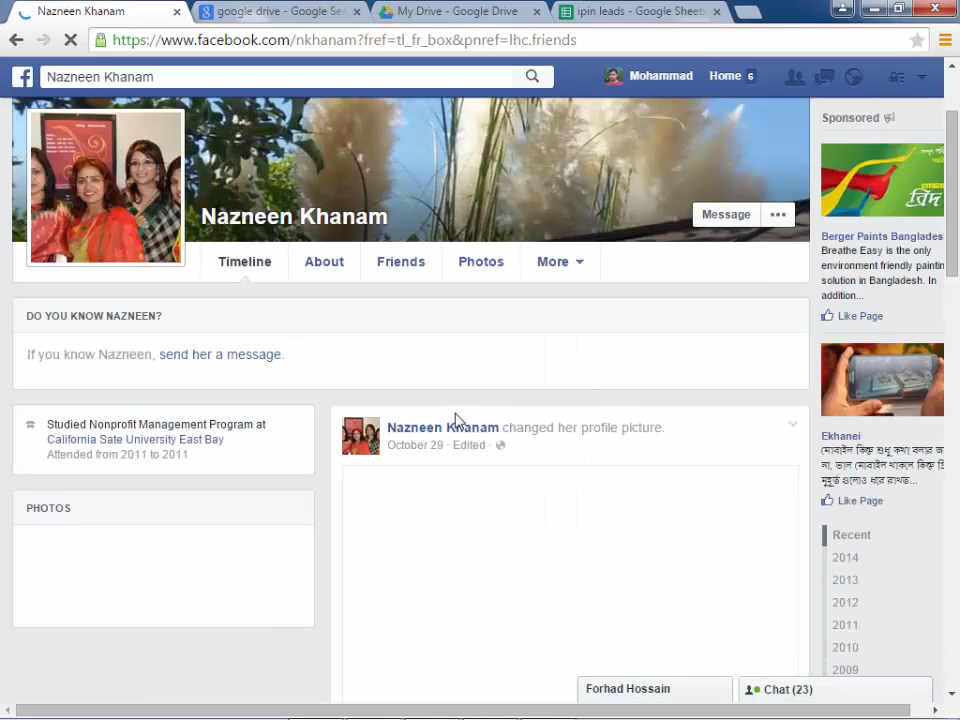 Nazneen Khanam
google drive - Google Sea
My Drive - Google Drive
ipin leads - Google Sheets
https://www.facebook.com/nkhanam?fref=tl_fr_box&pnref=lhc.friends
Nazneen Khanam
Mohammad
Home 6
Nazneen Khanam
Message
Timeline
About
Friends
Photos
More
DO YOU KNOW NAZNEEN?
If you know Nazneen, send her a message.
Studied Nonprofit Management Program at
California Sate University East Bay
Attended from 2011 to 2011
PHOTOS
Nazneen Khanam changed her profile picture.
October 29 · Edited ·
Sponsored
Berger Paints Banglades
Breathe Easy is the only
environment friendly paintin
solution in Bangladesh. In
addition...
Like Page
Ekhanei
মোবাইল কিন্তু শুধু কথা বলার জ
না, ভাল মোবাইল থাকলে কিন্তু
মুহূর্ত গুলোও ধরে রাখত...
Like Page
Recent
2014
2013
2012
2011
2010
2009
Forhad Hossain
Chat (23)